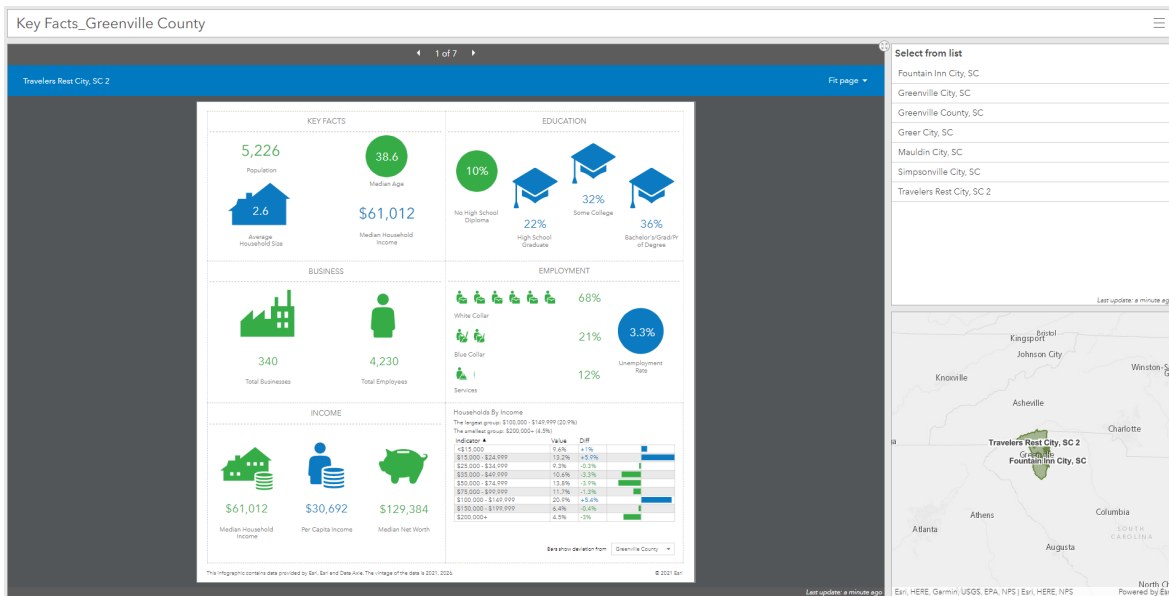 Key Facts_Greenville County
1 of 7
Travelers Rest City, SC 2
Fit page
KEY FACTS
5,226
Population
38.6
Median Age
2.6
Average
Household Size
$61,012
Median Household
Income
EDUCATION
10%
No High School
Diploma
22%
High School
Graduate
32%
Some College
36%
Bachelor's/Grad/Pr
of Degree
BUSINESS
340
Total Businesses
4,230
Total Employees
EMPLOYMENT
68%
White Collar
21%
Blue Collar
12%
Services
3.3%
Unemployment
Rate
INCOME
$61,012
Median Household
Income
$30,692
Per Capita Income
$129,384
Median Net Worth
Households By Income
The largest group: $100,000 - $149,999 (20.9%)
The smallest group: $200,000+ (4.5%)
Indicator ▲ Value Diff
<$15,000 9.6% +1%
$15,000 - $24,999 13.2% +5.9%
$25,000 - $34,999 9.3% -0.3%
$35,000 - $49,999 10.6% -3.3%
$50,000 - $74,999 13.8% -3.9%
$75,000 - $99,999 11.7% -1.3%
$100,000 - $149,999 20.9% +5.4%
$150,000 - $199,999 6.4% -0.4%
$200,000+ 4.5% -3%
Bars show deviation from Greenville County
This infographic contains data provided by Esri, Esri and Data Axle. The vintage of the data is 2021, 2026.
© 2021 Esri
Last update: a minute ago
Select from list
Fountain Inn City, SC
Greenville City, SC
Greenville County, SC
Greer City, SC
Mauldin City, SC
Simpsonville City, SC
Travelers Rest City, SC 2
Last update: a minute ag
Bristol
Kingsport
Johnson City
Winston-S
Knoxville
Asheville
Charlotte
Travelers Rest City, SC 2
Greenville
Fountain Inn City, SC
Columbia
Athens
Atlanta
SOUTH
CAROLINA
Augusta
North Ch
Esri, HERE, Garmin, USGS, EPA, NPS | Esri, HERE, NPS
Powered by Esr